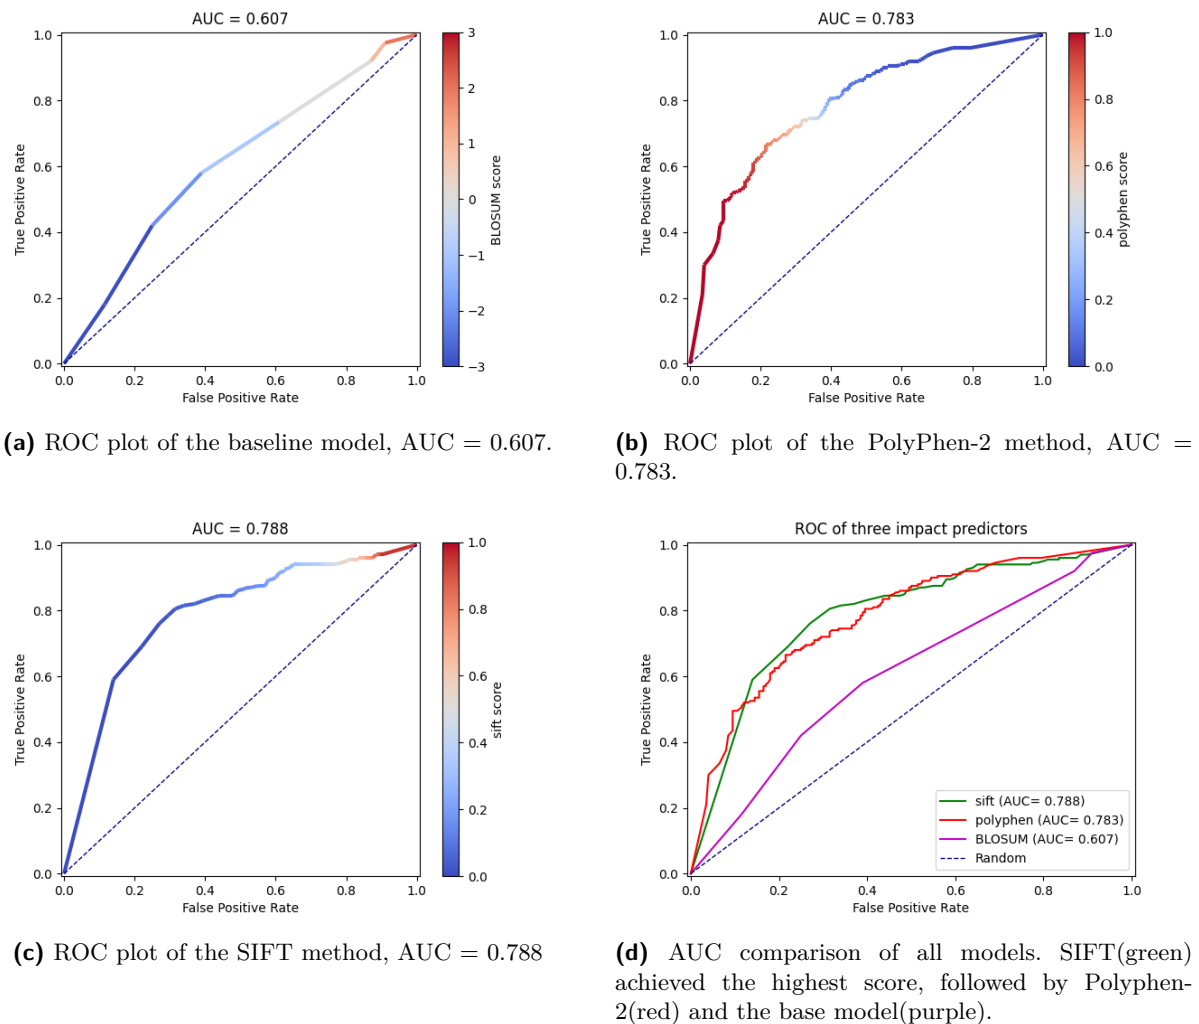 AUC = 0.607
1.0
0.8
0.6
0.4
0.2
0.0
True Positive Rate
0.0 0.2 0.4 0.6 0.8 1.0
False Positive Rate
3
2
1
0
−1
−2
−3
BLOSUM score
(a) ROC plot of the baseline model, AUC = 0.607.
AUC = 0.783
1.0
0.8
0.6
0.4
0.2
0.0
True Positive Rate
0.0 0.2 0.4 0.6 0.8 1.0
False Positive Rate
1.0
0.8
0.6
0.4
0.2
0.0
polyphen score
(b) ROC plot of the PolyPhen-2 method, AUC =
0.783.
AUC = 0.788
1.0
0.8
0.6
0.4
0.2
0.0
True Positive Rate
0.0 0.2 0.4 0.6 0.8 1.0
False Positive Rate
1.0
0.8
0.6
0.4
0.2
0.0
sift score
(c) ROC plot of the SIFT method, AUC = 0.788
ROC of three impact predictors
1.0
0.8
0.6
0.4
0.2
0.0
True Positive Rate
0.0 0.2 0.4 0.6 0.8 1.0
False Positive Rate
sift (AUC= 0.788)
polyphen (AUC= 0.783)
BLOSUM (AUC= 0.607)
Random
(d) AUC comparison of all models. SIFT(green)
achieved the highest score, followed by Polyphen-
2(red) and the base model(purple).